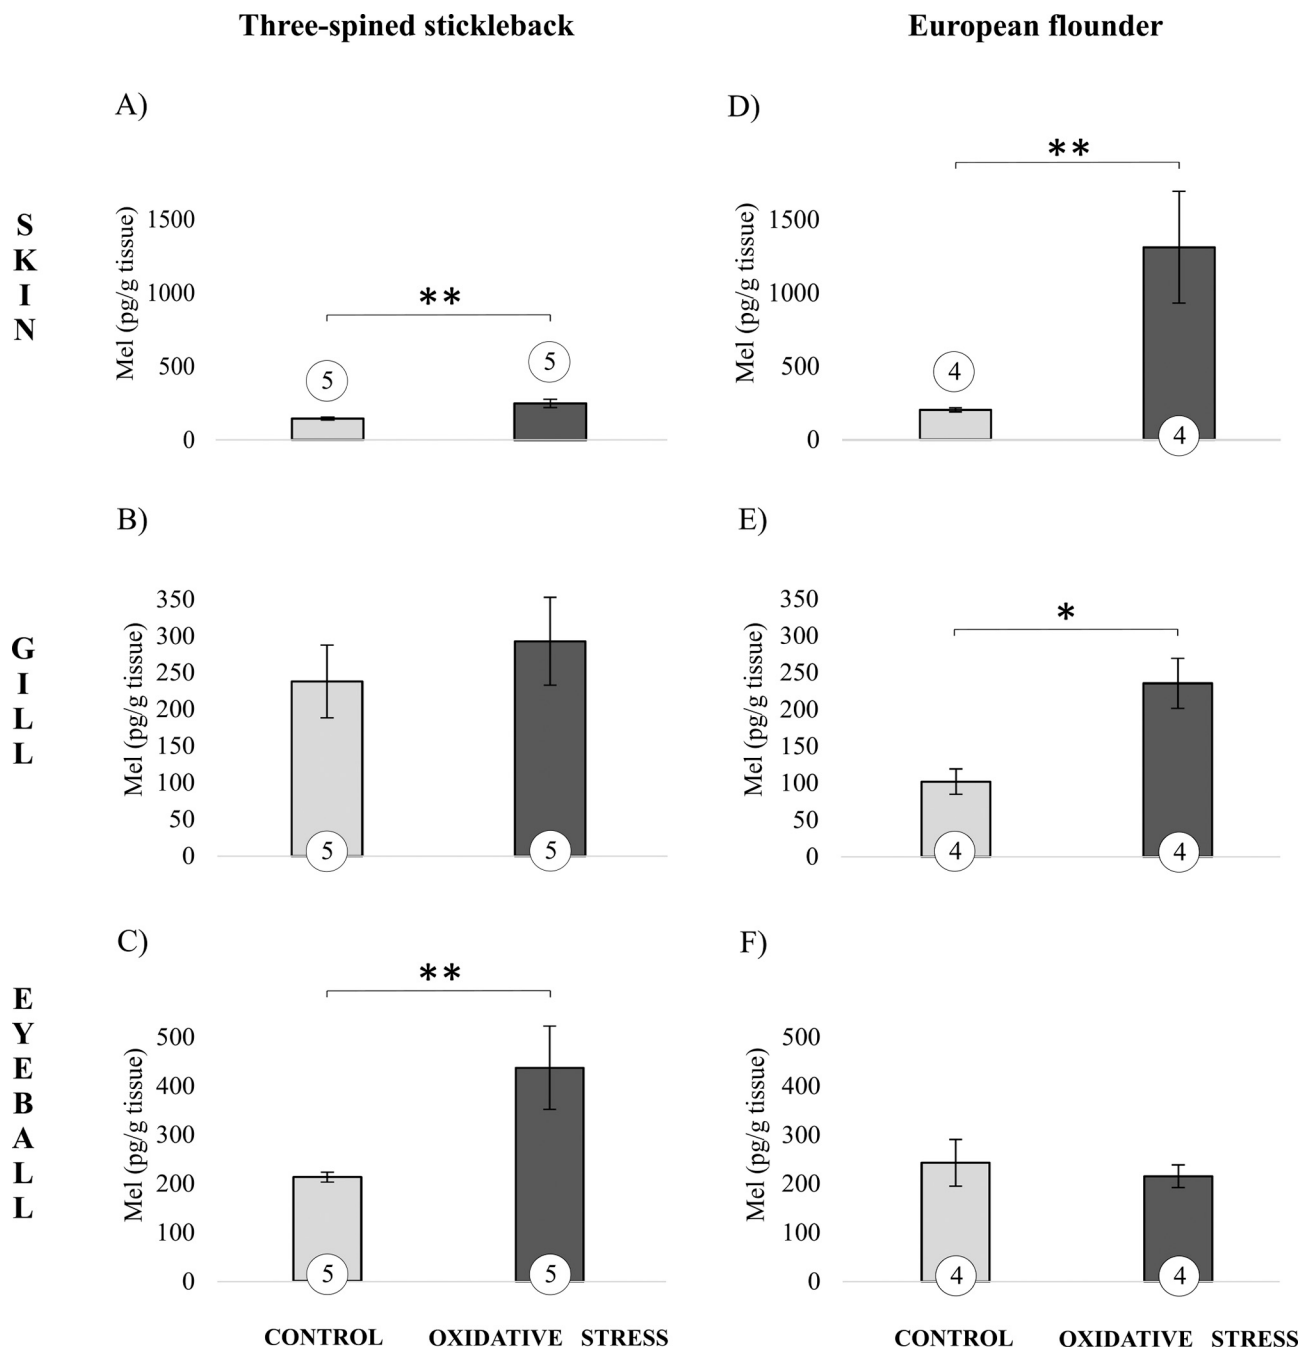 Three-spined stickleback
European flounder
SKIN
A)
Mel (pg/g tissue)
1500
1000
500
0
**
5
5
D)
Mel (pg/g tissue)
1500
1000
500
0
**
4
4
GILL
B)
Mel (pg/g tissue)
350
300
250
200
150
100
50
0
5
5
E)
Mel (pg/g tissue)
350
300
250
200
150
100
50
0
*
4
4
EYEBALL
C)
Mel (pg/g tissue)
500
400
300
200
100
0
**
5
5
F)
Mel (pg/g tissue)
500
400
300
200
100
0
4
4
CONTROL
OXIDATIVE STRESS
CONTROL
OXIDATIVE STRESS